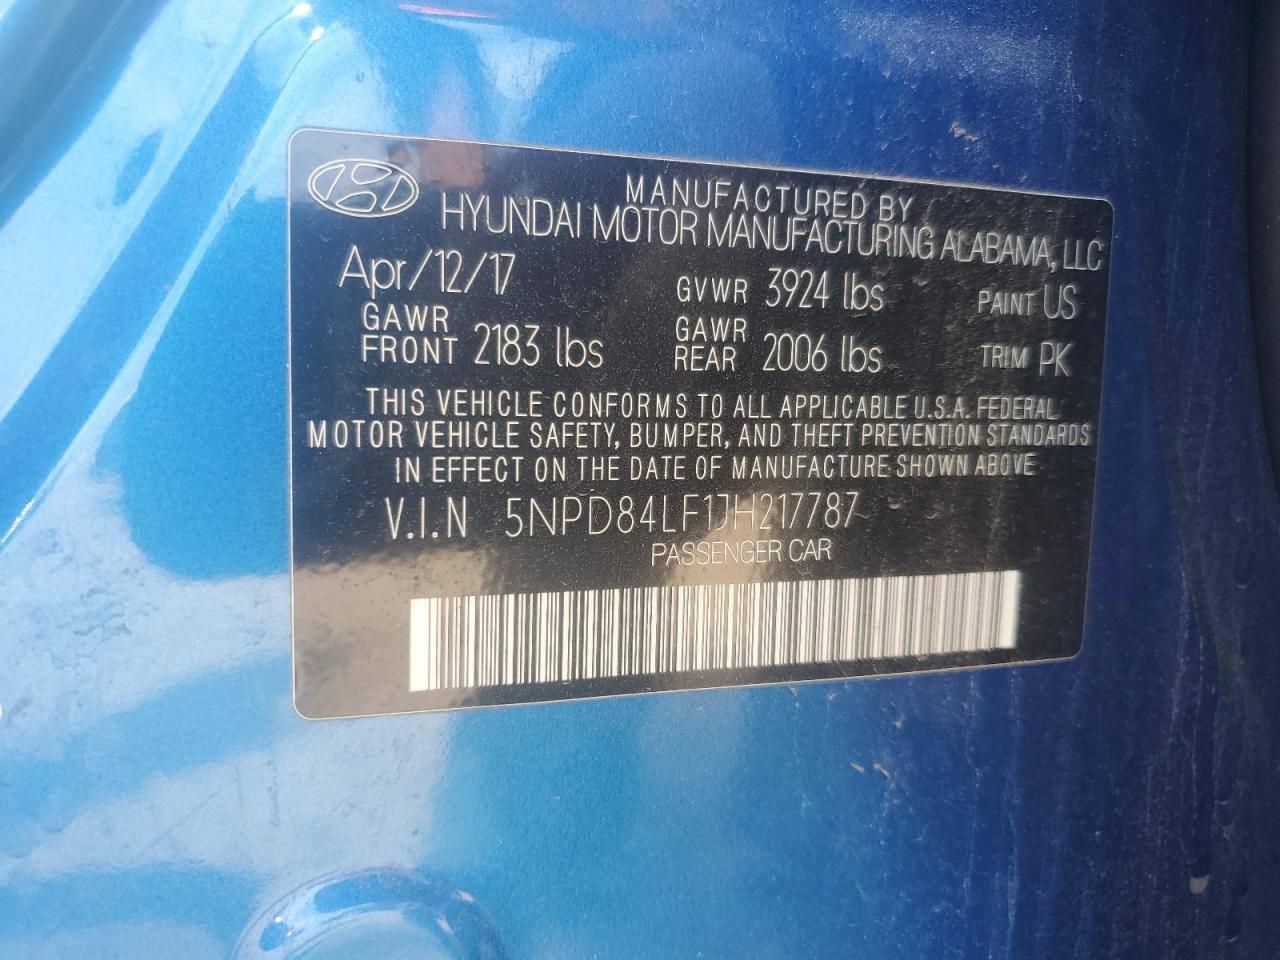 MANUFACTURED BY
HYUNDAI MOTOR MANUFACTURING ALABAMA, LLC
Apr/12/17 GVWR 3924 lbs PAINT US
GAWR FRONT 2183 lbs GAWR REAR 2006 lbs TRIM PK
THIS VEHICLE CONFORMS TO ALL APPLICABLE U.S.A. FEDERAL
MOTOR VEHICLE SAFETY, BUMPER, AND THEFT PREVENTION STANDARDS
IN EFFECT ON THE DATE OF MANUFACTURE SHOWN ABOVE
V.I.N 5NPD84LF1JH217787
PASSENGER CAR